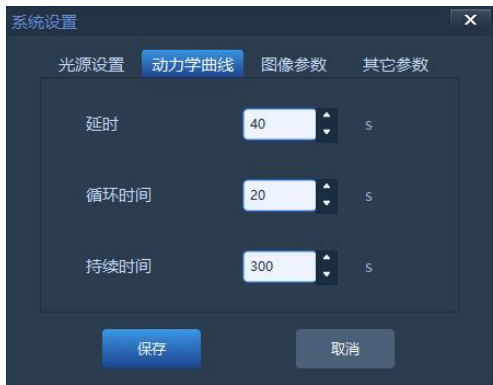 系统设置
光源设置 动力学曲线 图像参数 其它参数
延时 40 s
循环时间 20 s
持续时间 300 s
保存 取消